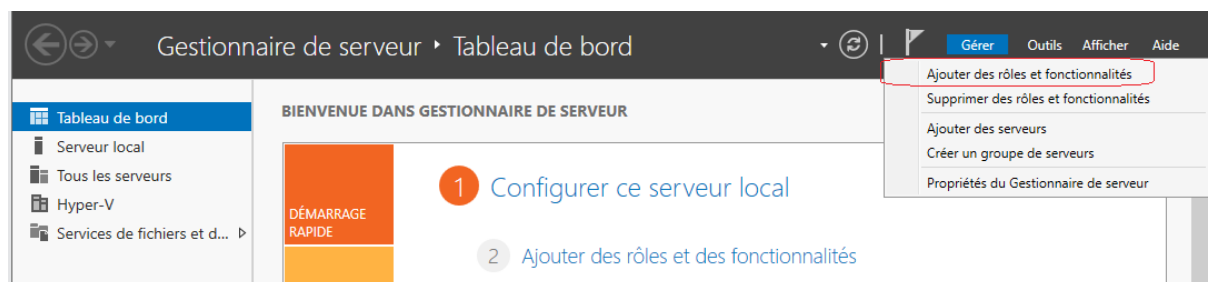 Gestionnaire de serveur ‣ Tableau de bord
Gérer Outils Afficher Aide
Ajouter des rôles et fonctionnalités
Supprimer des rôles et fonctionnalités
Ajouter des serveurs
Créer un groupe de serveurs
Propriétés du Gestionnaire de serveur
Tableau de bord
Serveur local
Tous les serveurs
Hyper-V
Services de fichiers et d...
BIENVENUE DANS GESTIONNAIRE DE SERVEUR
DÉMARRAGE
RAPIDE
1 Configurer ce serveur local
2 Ajouter des rôles et des fonctionnalités